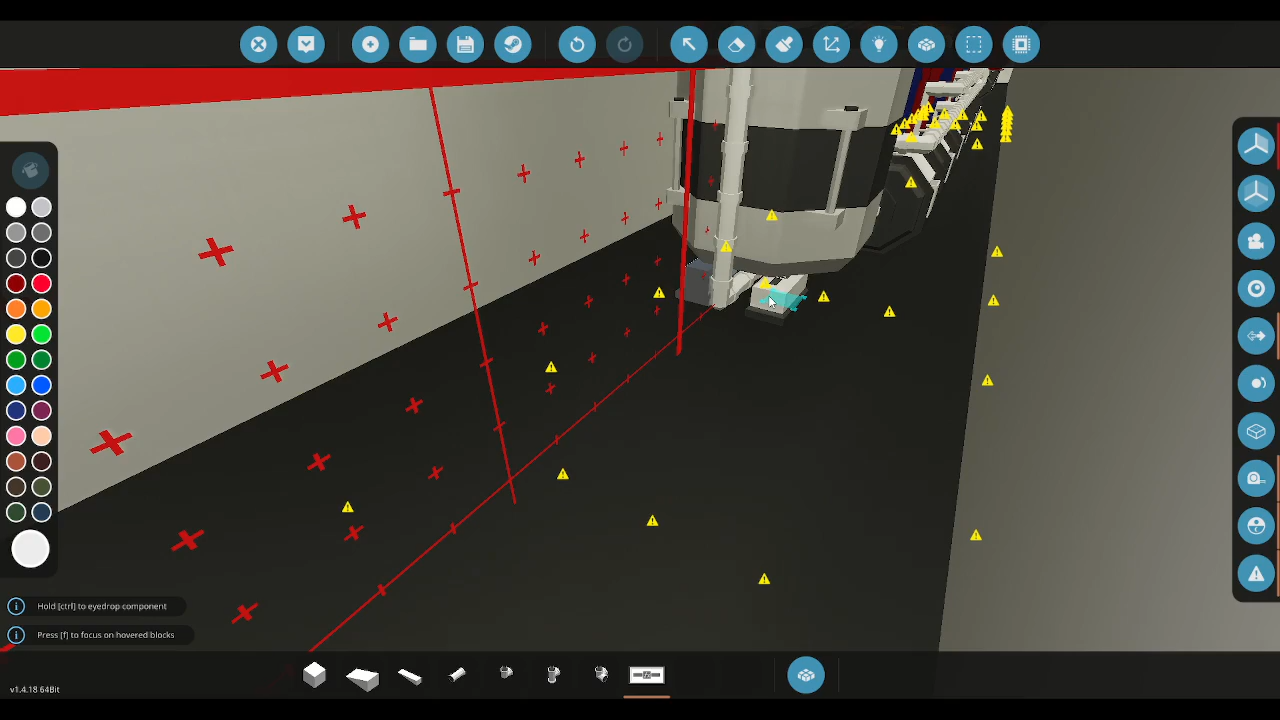 Hold [ctrl] to eyedrop component
Press [f] to focus on hovered blocks
v1.4.18 64Bit